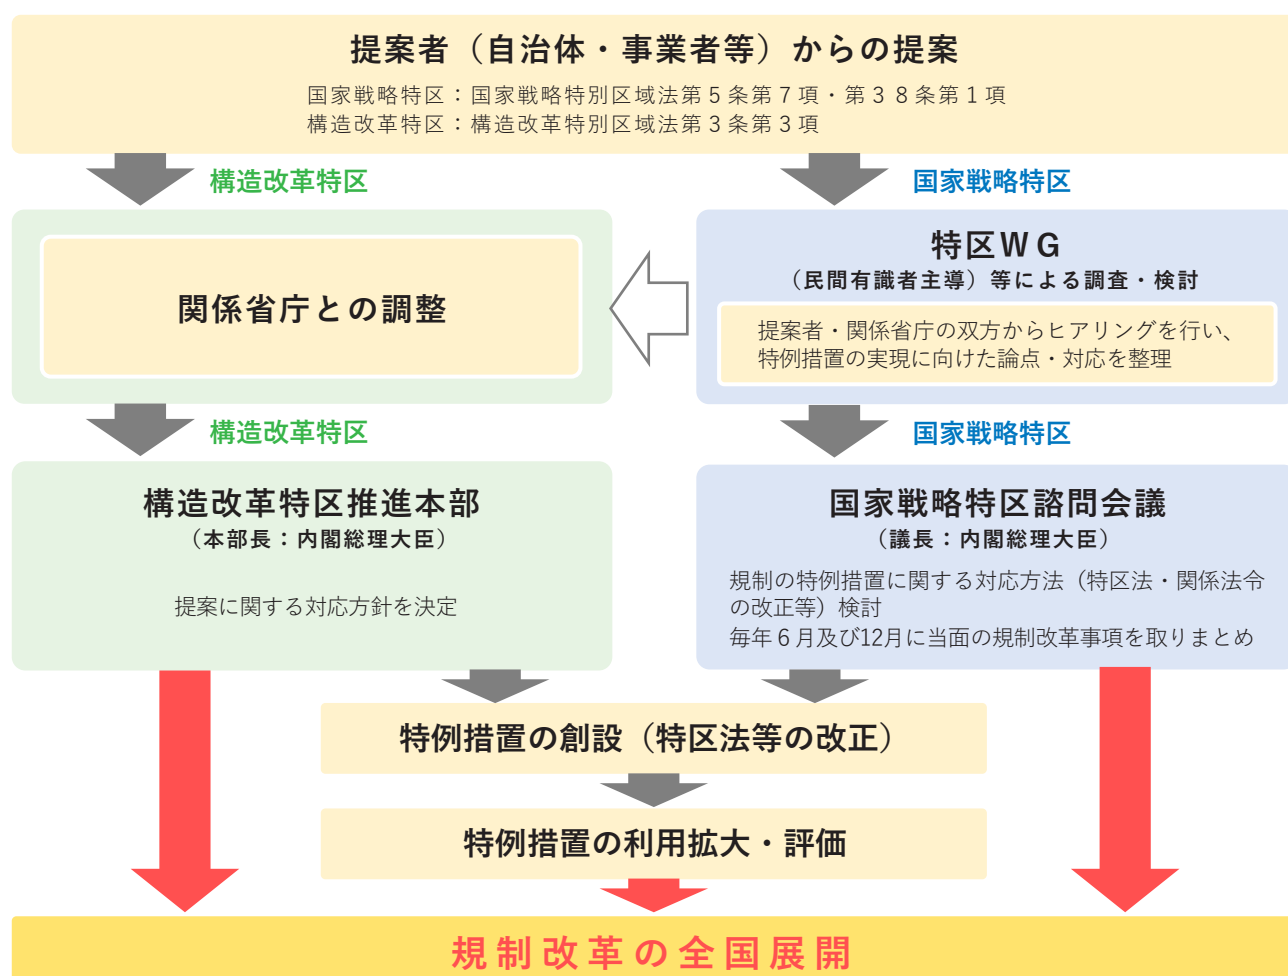 提案者（自治体・事業者等）からの提案
国家戦略特区：国家戦略特別区域法第５条第７項・第３８条第１項
構造改革特区：構造改革特別区域法第３条第３項
構造改革特区
国家戦略特区
関係省庁との調整
特区ＷＧ
（民間有識者主導）等による調査・検討
提案者・関係省庁の双方からヒアリングを行い、
特例措置の実現に向けた論点・対応を整理
構造改革特区
国家戦略特区
構造改革特区推進本部
（本部長：内閣総理大臣）
提案に関する対応方針を決定
国家戦略特区諮問会議
（議長：内閣総理大臣）
規制の特例措置に関する対応方法（特区法・関係法令
の改正等）検討
毎年６月及び12月に当面の規制改革事項を取りまとめ
特例措置の創設（特区法等の改正）
特例措置の利用拡大・評価
規制改革の全国展開